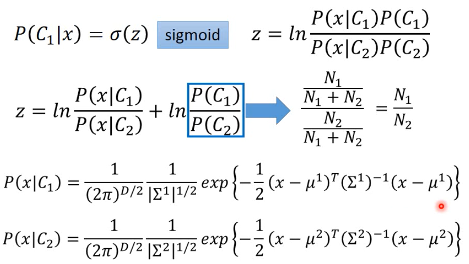 P(C₁|x) = σ(z) sigmoid z = ln P(x|C₁)P(C₁) / P(x|C₂)P(C₂)
z = ln P(x|C₁) / P(x|C₂) + ln P(C₁) / P(C₂) (N₁ / (N₁ + N₂)) / (N₂ / (N₁ + N₂)) = N₁ / N₂
P(x|C₁) = 1 / (2π)^{D/2} 1 / |Σ¹|^{1/2} exp{−1/2 (x − μ¹)^T (Σ¹)^{−1} (x − μ¹)}
P(x|C₂) = 1 / (2π)^{D/2} 1 / |Σ²|^{1/2} exp{−1/2 (x − μ²)^T (Σ²)^{−1} (x − μ²)}